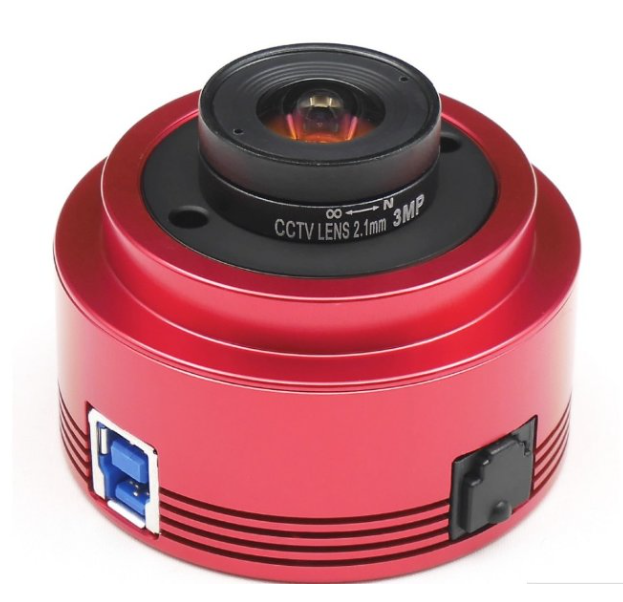 ∞ ←→ N
CCTV LENS 2.1mm 3MP